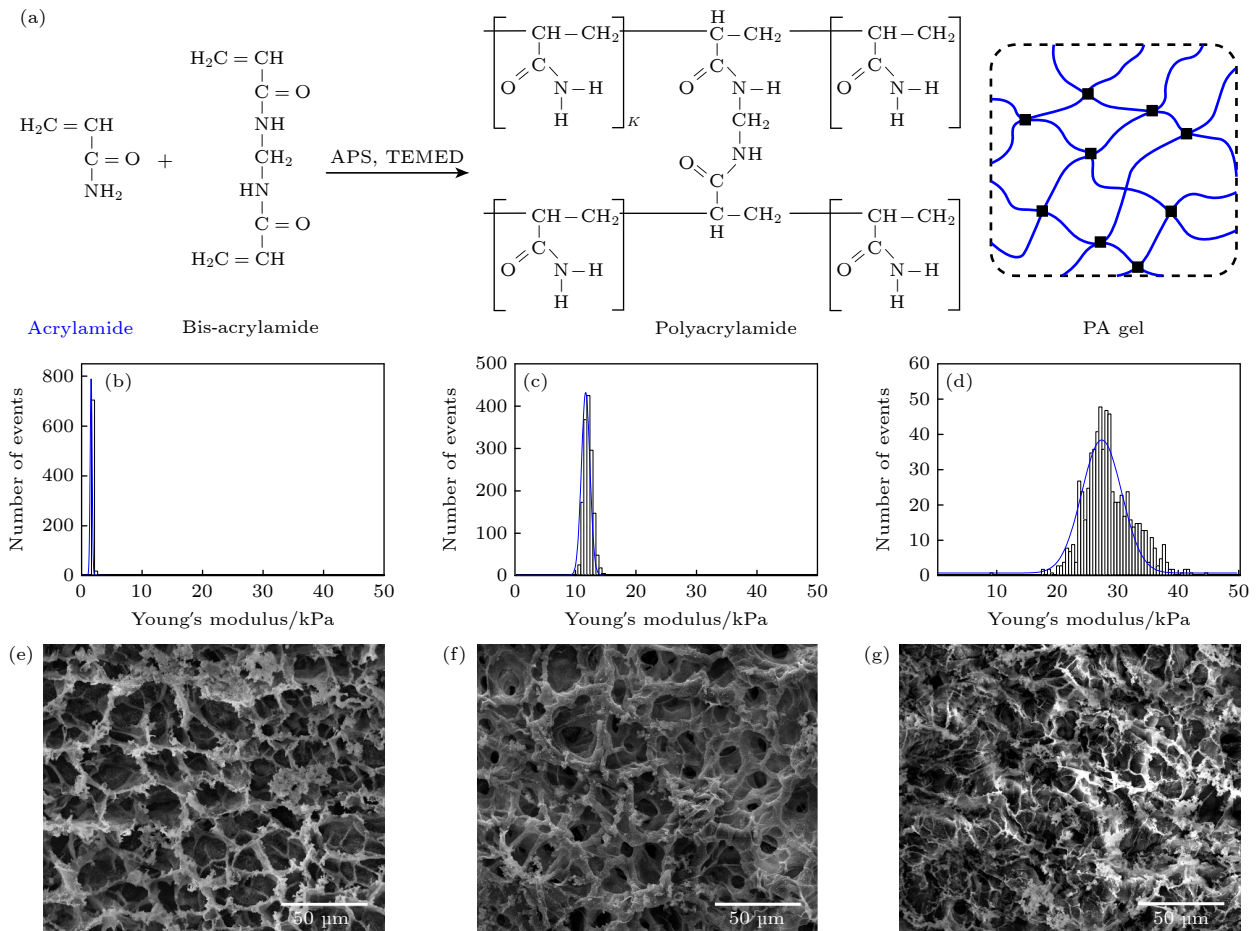 (a)
H₂C=CH
C=O
NH₂
+
H₂C=CH
C=O
NH
CH₂
HN
C=O
H₂C=CH
APS, TEMED
CH−CH₂
C
O
N−H
H
K
H
C−CH₂
C
O
N−H
CH₂
NH
C
O
C−CH₂
H
CH−CH₂
C
O
N−H
H
CH−CH₂
C
O
N−H
H
CH−CH₂
C
O
N−H
H
Acrylamide
Bis-acrylamide
Polyacrylamide
PA gel
(b)
Number of events
800
600
400
200
0
0 10 20 30 40 50
Young's modulus/kPa
(c)
Number of events
500
400
300
200
100
0
0 10 20 30 40 50
Young's modulus/kPa
(d)
Number of events
60
50
40
30
20
10
0
10 20 30 40 50
Young's modulus/kPa
(e)
50 µm
(f)
50 µm
(g)
50 µm